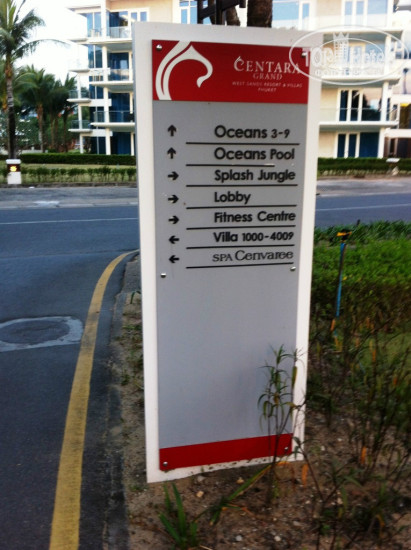 CENTARA
GRAND
WEST SANDS RESORT & VILLAS
PHUKET
↑ Oceans 3-9
↑ Oceans Pool
→ Splash Jungle
→ Lobby
→ Fitness Centre
← Villa 1000-4009
← SPA Cenvaree